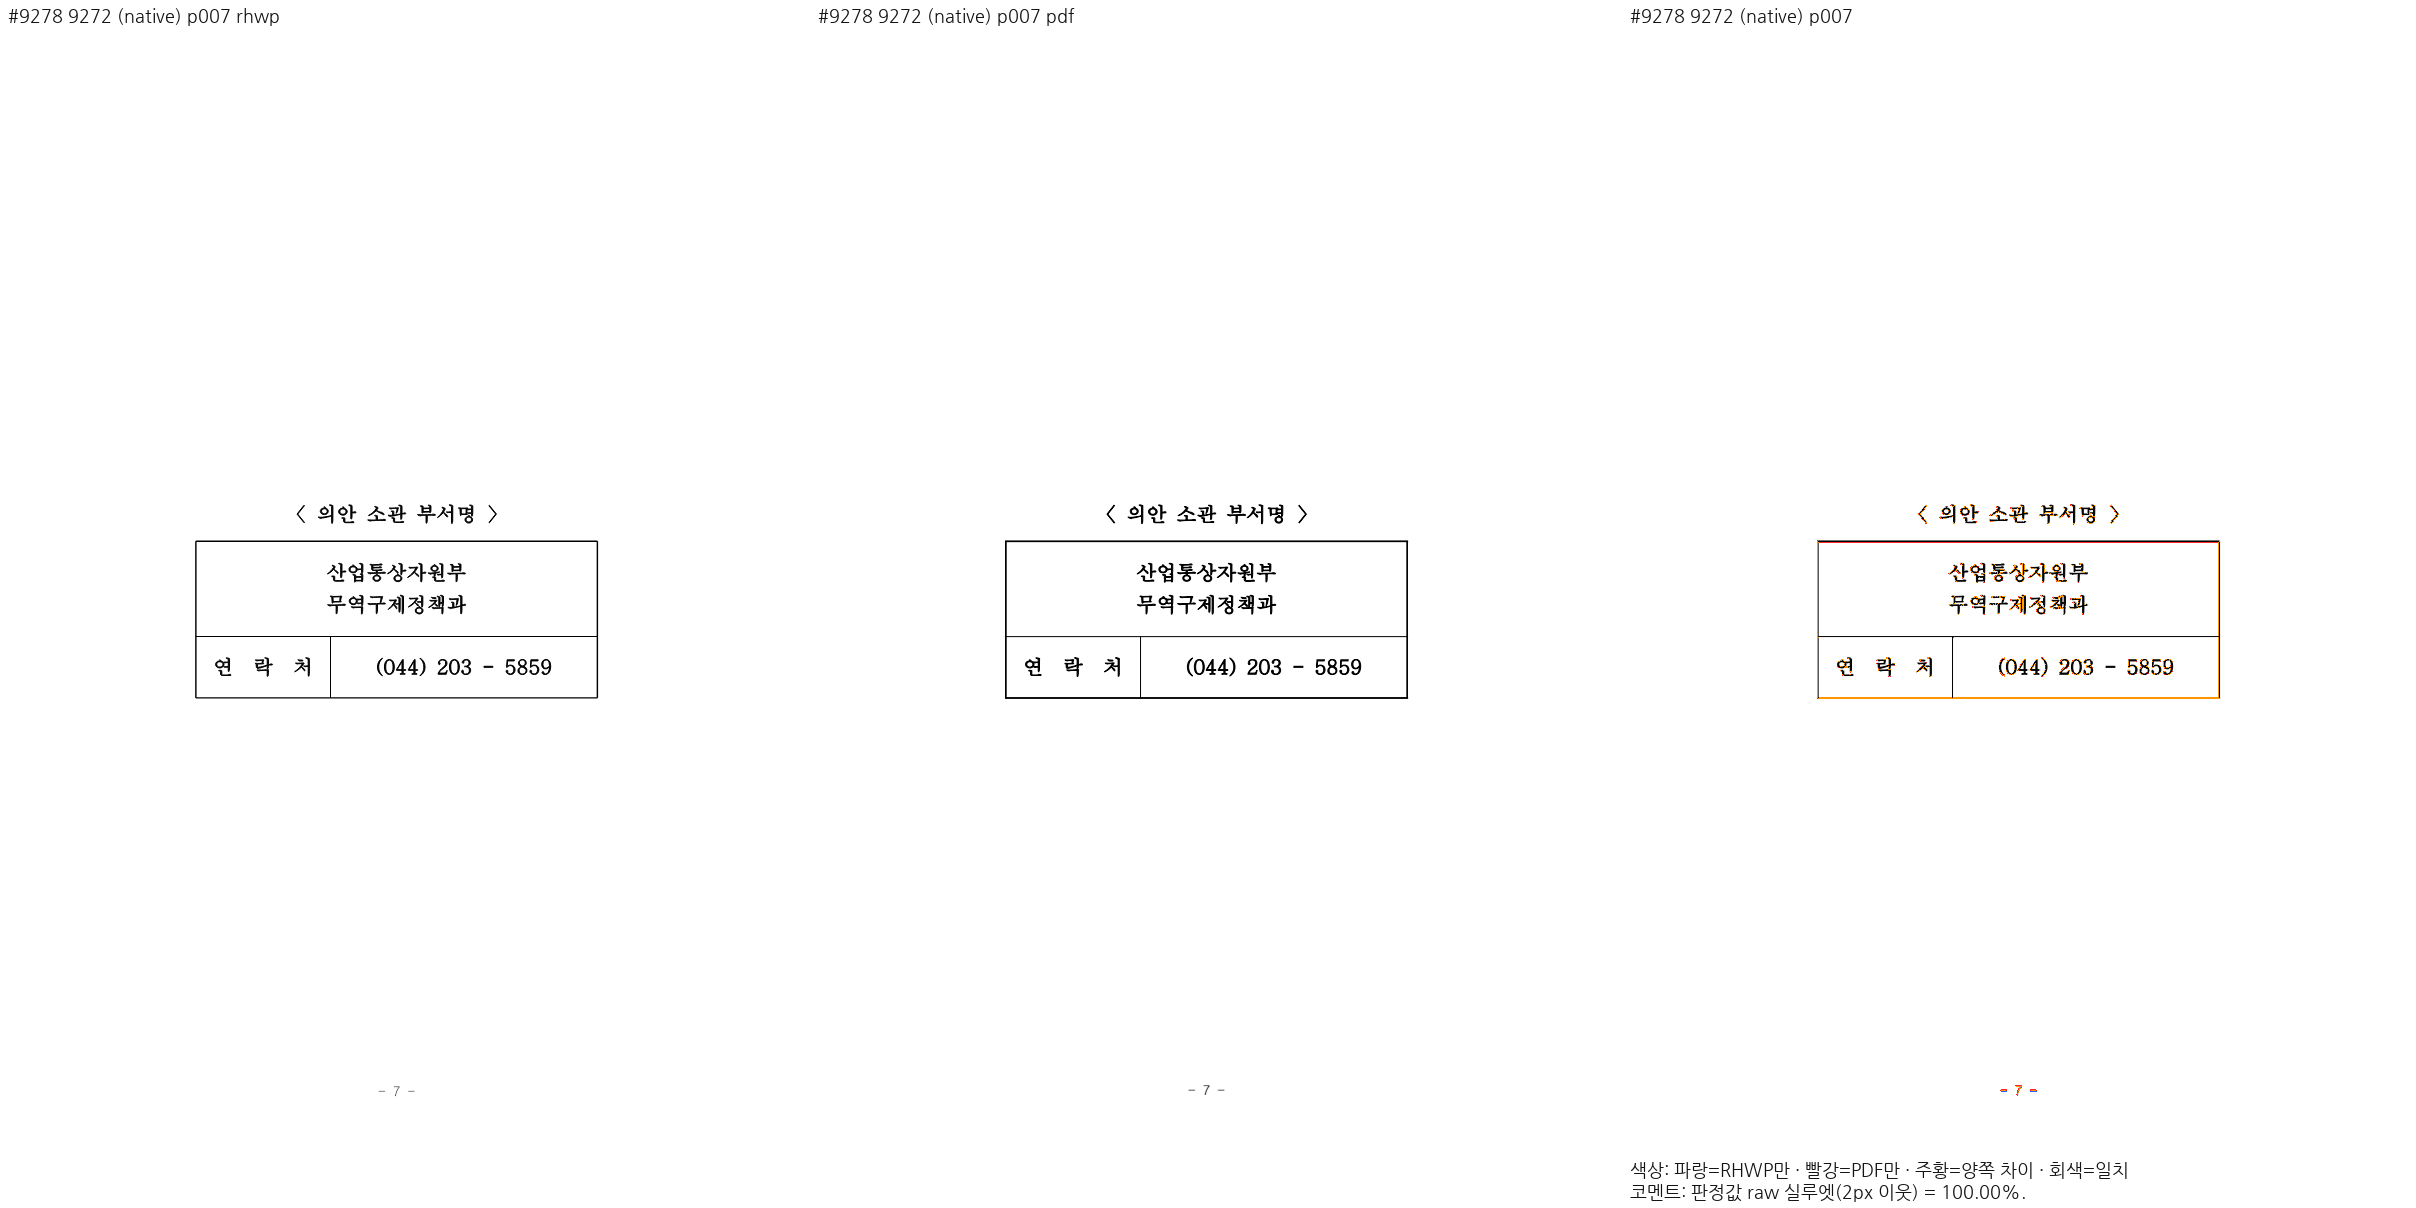 #9278 9272 (native) p007 rhwp
〈 의안 소관 부서명 〉
산업통상자원부
무역구제정책과
연 락 처
(044) 203 - 5859
- 7 -
#9278 9272 (native) p007 pdf
〈 의안 소관 부서명 〉
산업통상자원부
무역구제정책과
연 락 처
(044) 203 - 5859
- 7 -
#9278 9272 (native) p007
〈 의안 소관 부서명 〉
산업통상자원부
무역구제정책과
연 락 처
(044) 203 - 5859
- 7 -
색상: 파랑=RHWP만 · 빨강=PDF만 · 주황=양쪽 차이 · 회색=일치
코멘트: 판정값 raw 실루엣(2px 이웃) = 100.00%.